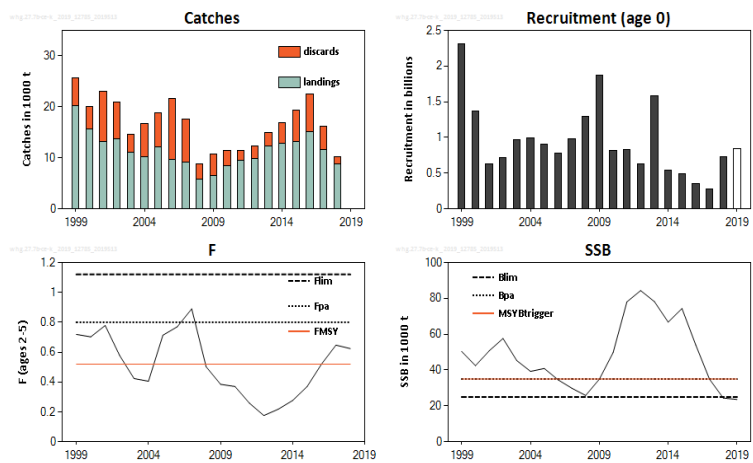 Catches
discards
landings
Catches in 1000 t
30
20
10
0
1999
2004
2009
2014
2019
Recruitment (age 0)
Recruitment in billions
2.5
2
1.5
1
0.5
0
1999
2004
2009
2014
2019
F
Flim
Fpa
FMSY
F (ages 2-5)
1.2
1
0.8
0.6
0.4
0.2
0
1999
2004
2009
2014
2019
SSB
Blim
Bpa
MSYBtrigger
SSB in 1000 t
100
80
60
40
20
0
1999
2004
2009
2014
2019